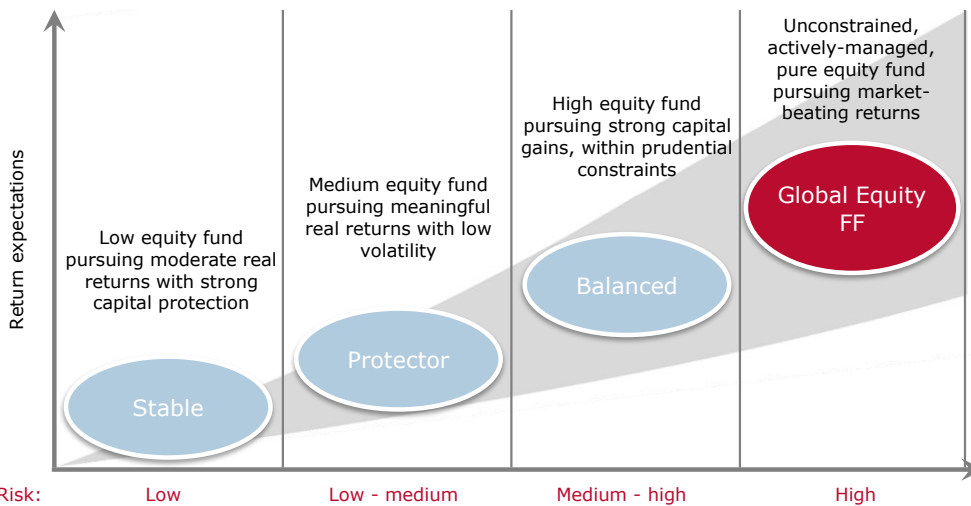 Unconstrained,
actively-managed,
pure equity fund
pursuing market-
beating returns
High equity fund
pursuing strong capital
gains, within prudential
constraints
Medium equity fund
pursuing meaningful
real returns with low
volatility
Low equity fund
pursuing moderate real
returns with strong
capital protection
Return expectations
Global Equity
FF
Balanced
Protector
Stable
Risk:
Low
Low - medium
Medium - high
High